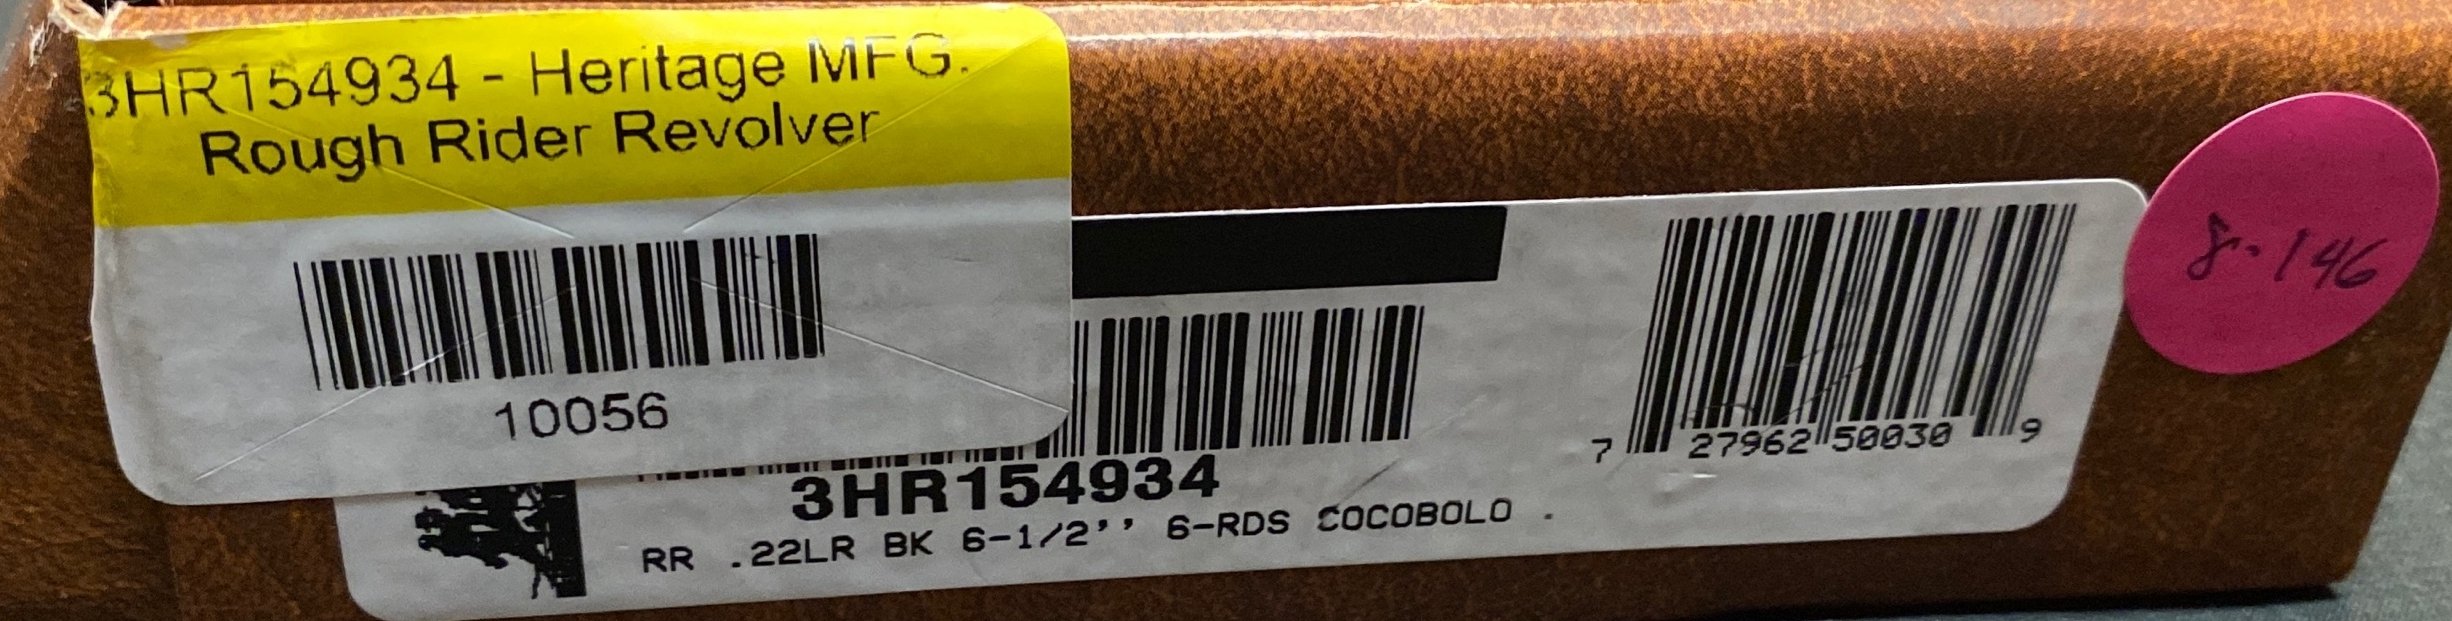 3HR154934 - Heritage MFG.
Rough Rider Revolver
10056
3HR154934
RR .22LR BK 6-1/2'' 6-RDS COCOBOLO .
7 27962 50030 9
8-146